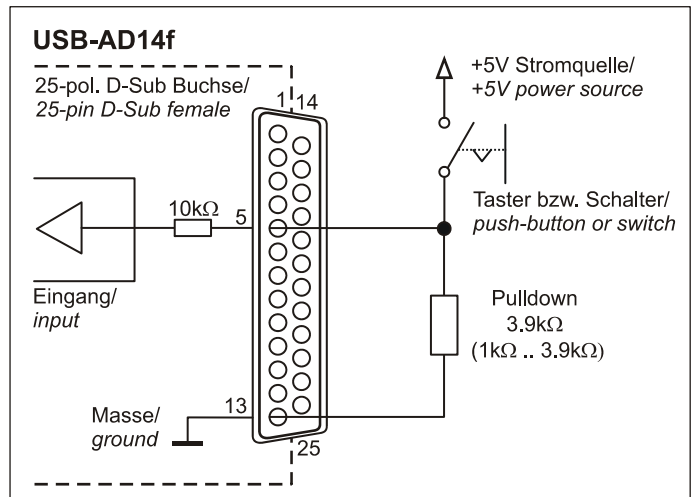 USB-AD14f
25-pol. D-Sub Buchse/
25-pin D-Sub female
1
14
+5V Stromquelle/
+5V power source
Taster bzw. Schalter/
push-button or switch
10kΩ
5
Eingang/
input
Pulldown
3.9kΩ
(1kΩ .. 3.9kΩ)
Masse/
ground
13
25